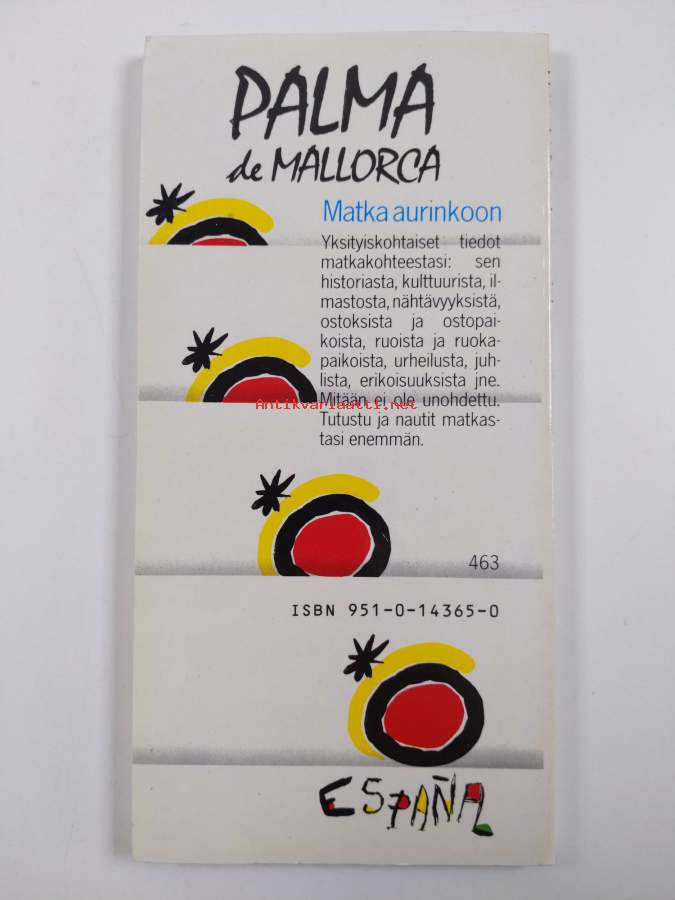 PALMA
de MALLORCA
Matka aurinkoon
Yksityiskohtaiset tiedot
matkakohteestasi: sen
historiasta, kulttuurista, il-
mastosta, nähtävyyksistä,
ostoksista ja ostopai-
koista, ruoista ja ruoka-
paikoista, urheilusta, juh-
lista, erikoisuuksista jne.
Mitään ei ole unohdettu.
Antikvariaatti.net
Tutustu ja nautit matkas-
tasi enemmän.
463
ISBN 951-0-14365-0
ESPAÑA